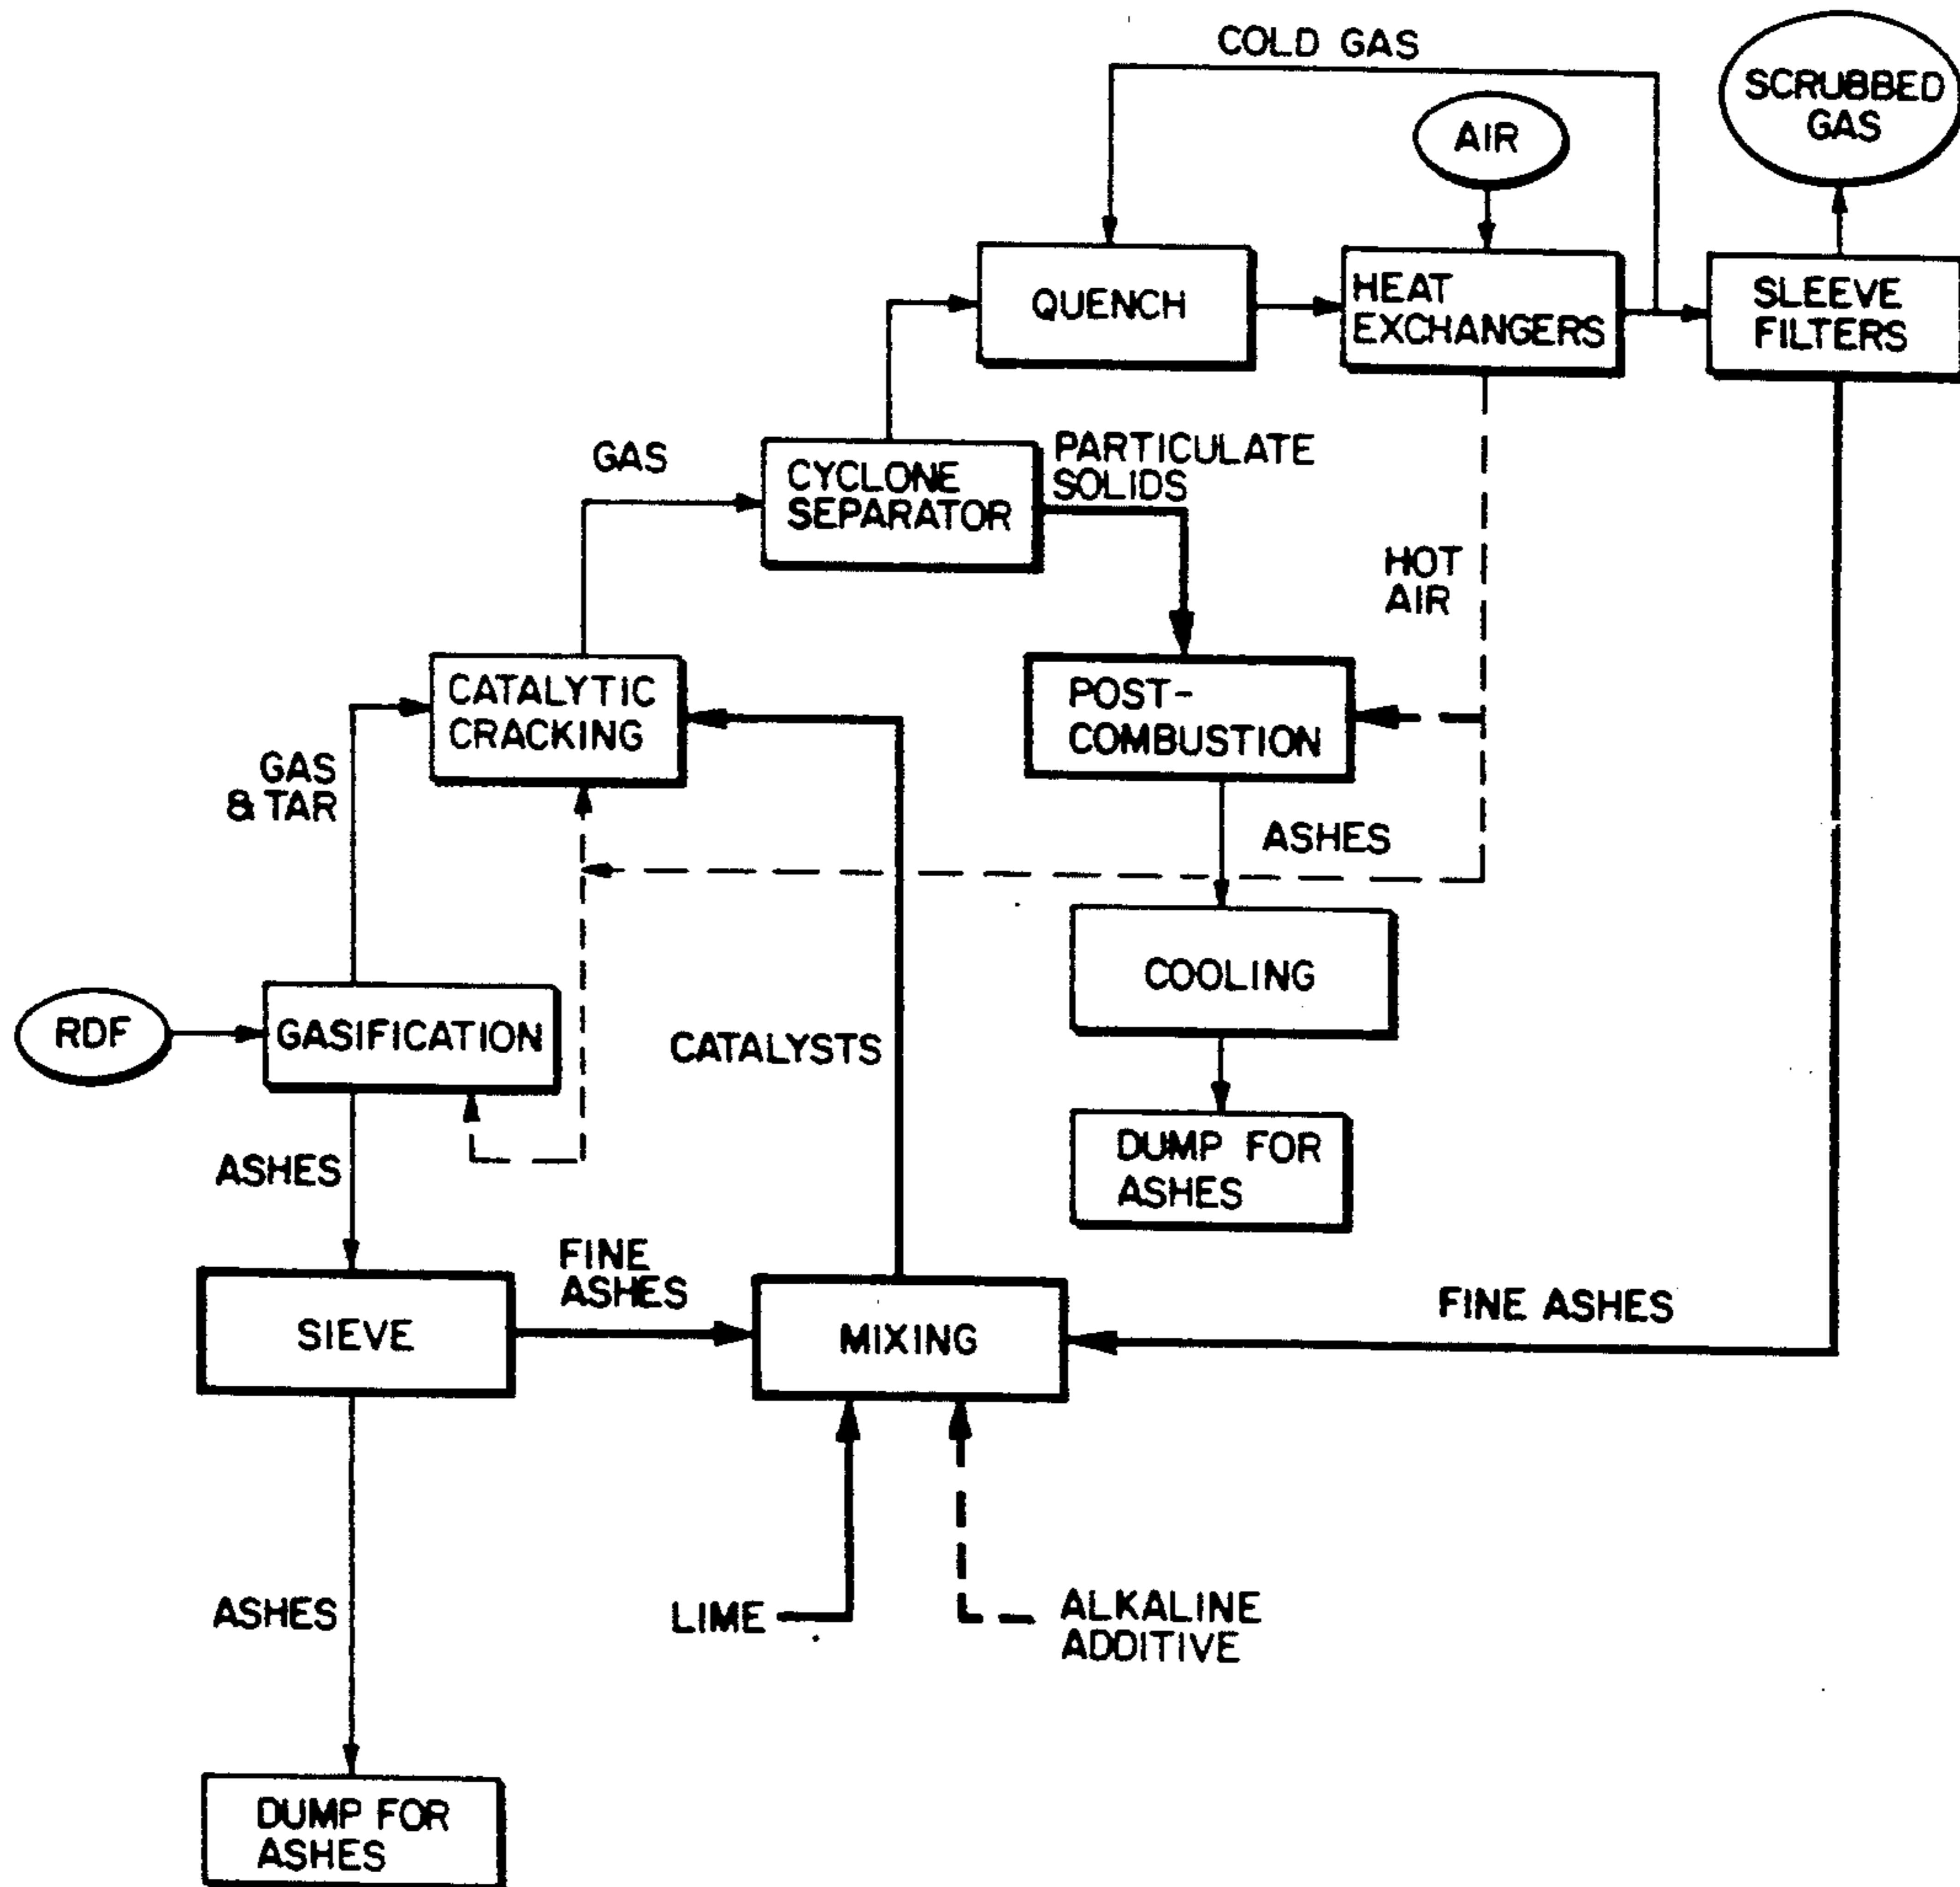 COLD GAS
SCRUBBED
GAS
AIR
QUENCH
HEAT
EXCHANGERS
SLEEVE
FILTERS
GAS
CYCLONE
SEPARATOR
PARTICULATE
SOLIDS
HOT
AIR
CATALYTIC
CRACKING
POST-
COMBUSTION
GAS
& TAR
ASHES
COOLING
RDF
GASIFICATION
CATALYSTS
DUMP FOR
ASHES
ASHES
FINE
ASHES
SIEVE
MIXING
FINE ASHES
ASHES
LIME
ALKALINE
ADDITIVE
DUMP FOR
ASHES